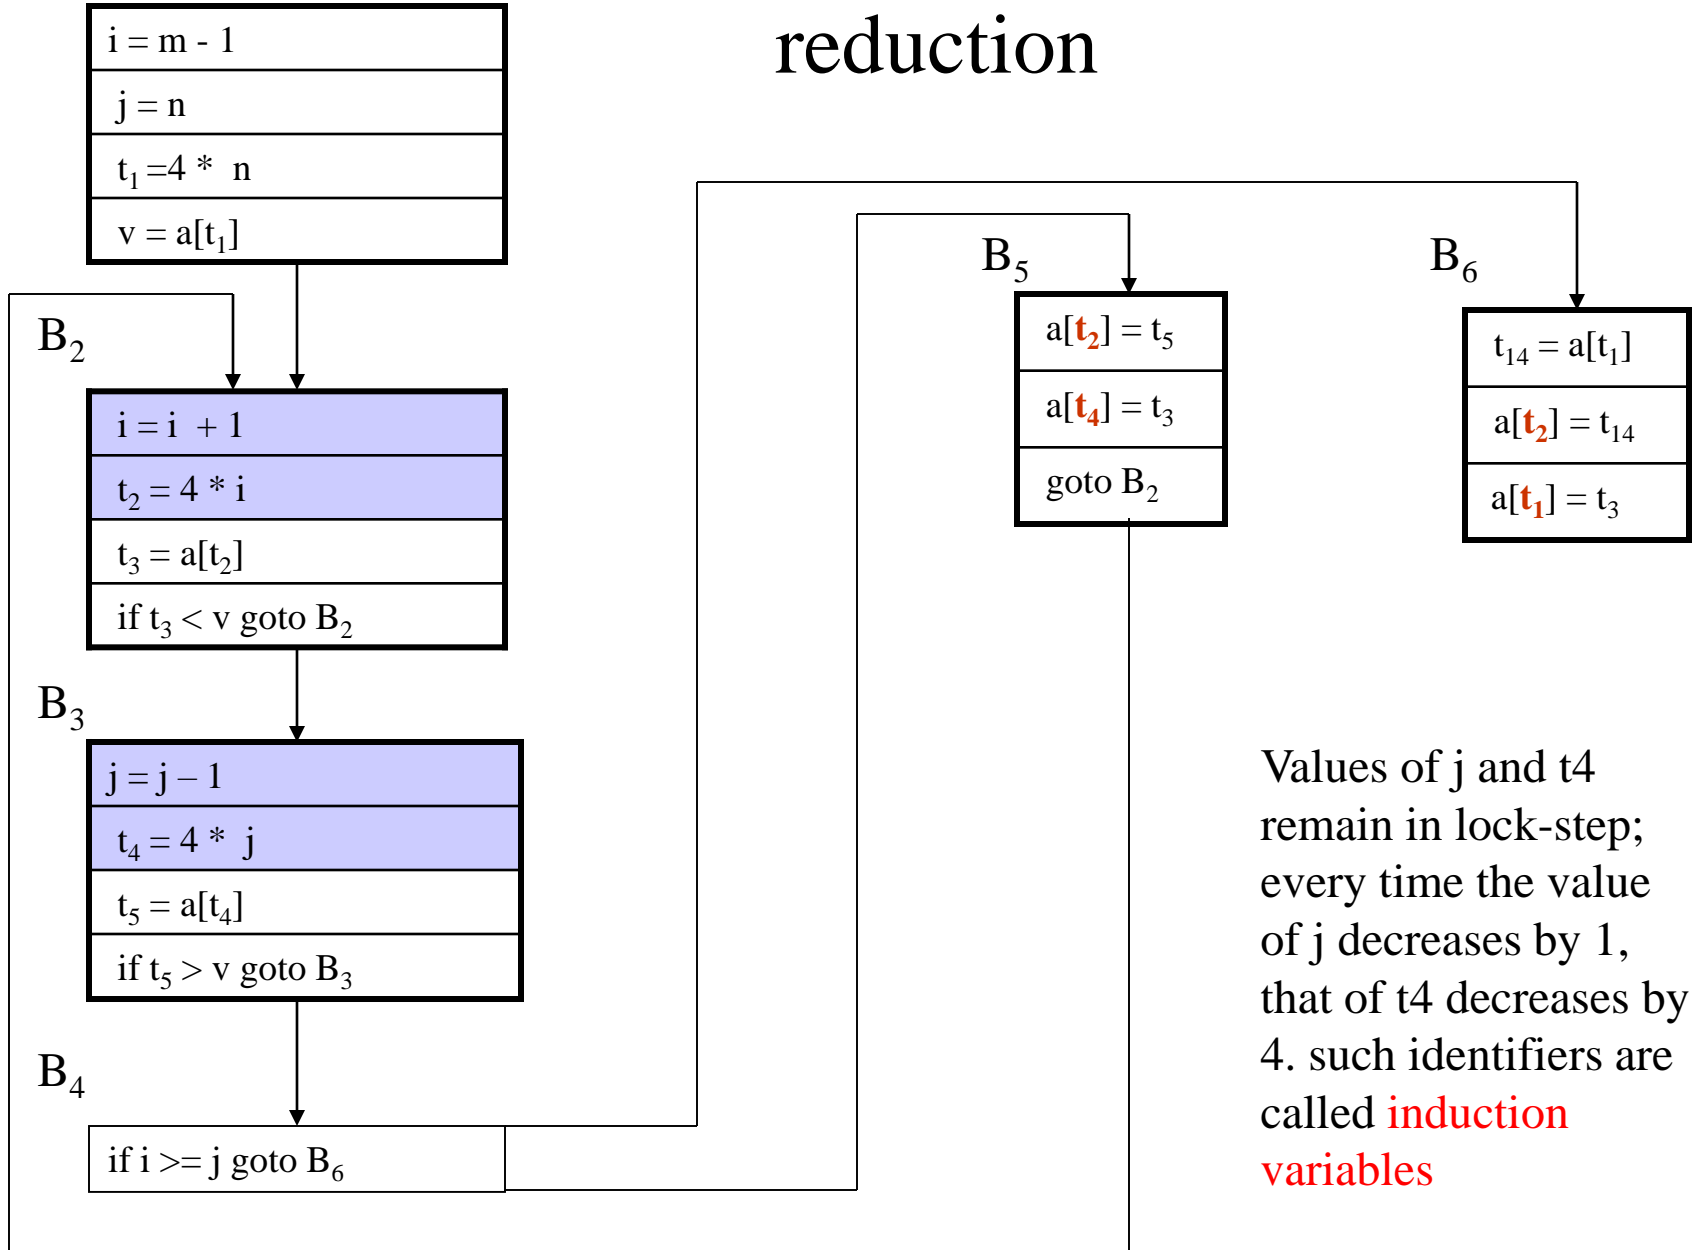 reduction
i = m - 1
j = n
t₁ =4 * n
v = a[t₁]
B₂
i = i + 1
t₂ = 4 * i
t₃ = a[t₂]
if t₃ < v goto B₂
B₃
j = j – 1
t₄ = 4 * j
t₅ = a[t₄]
if t₅ > v goto B₃
B₄
if i >= j goto B₆
B₅
a[t₂] = t₅
a[t₄] = t₃
goto B₂
B₆
t₁₄ = a[t₁]
a[t₂] = t₁₄
a[t₁] = t₃
Values of j and t4
remain in lock-step;
every time the value
of j decreases by 1,
that of t4 decreases by
4. such identifiers are
called induction
variables